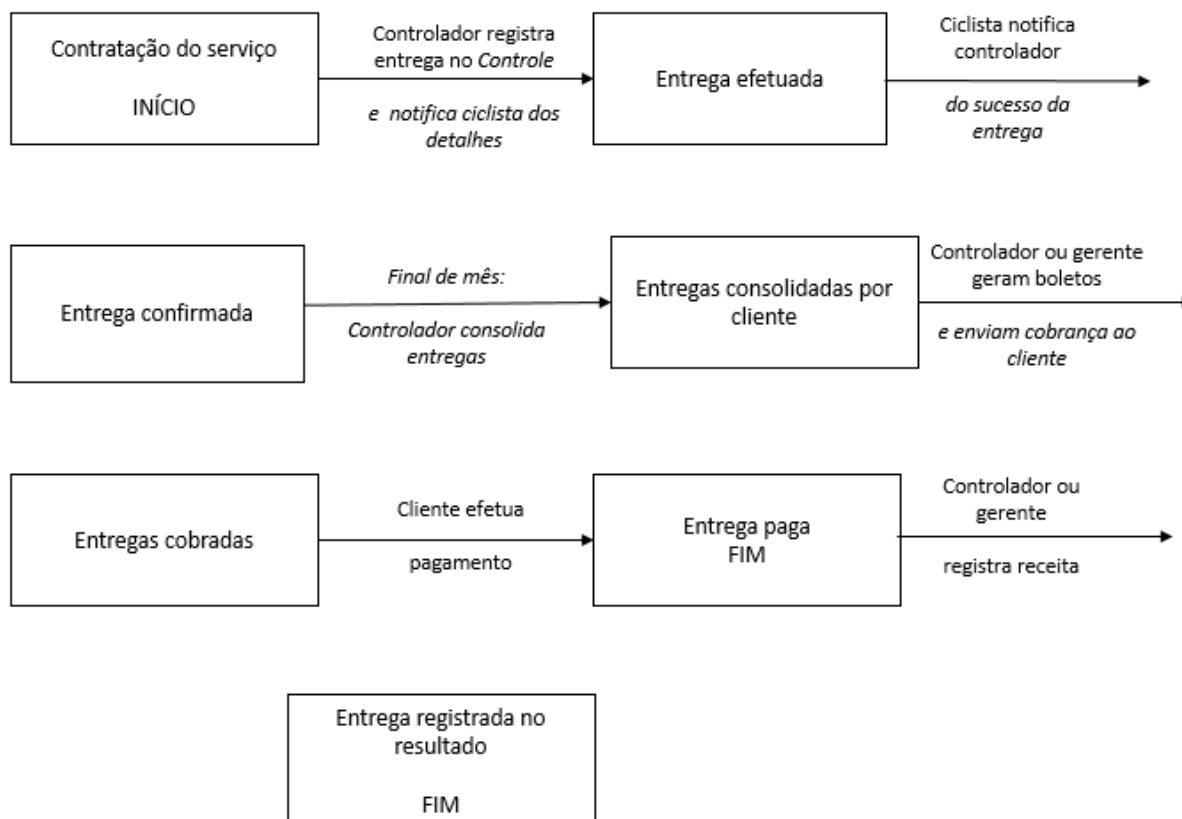 Contratação do serviço
INÍCIO
Controlador registra
entrega no Controle
e notifica ciclista dos
detalhes
Entrega efetuada
Ciclista notifica
controlador
do sucesso da
entrega
Entrega confirmada
Final de mês:
Controlador consolida
entregas
Entregas consolidadas por
cliente
Controlador ou gerente
geram boletos
e enviam cobrança ao
cliente
Entregas cobradas
Cliente efetua
pagamento
Entrega paga
FIM
Controlador ou
gerente
registra receita
Entrega registrada no
resultado
FIM